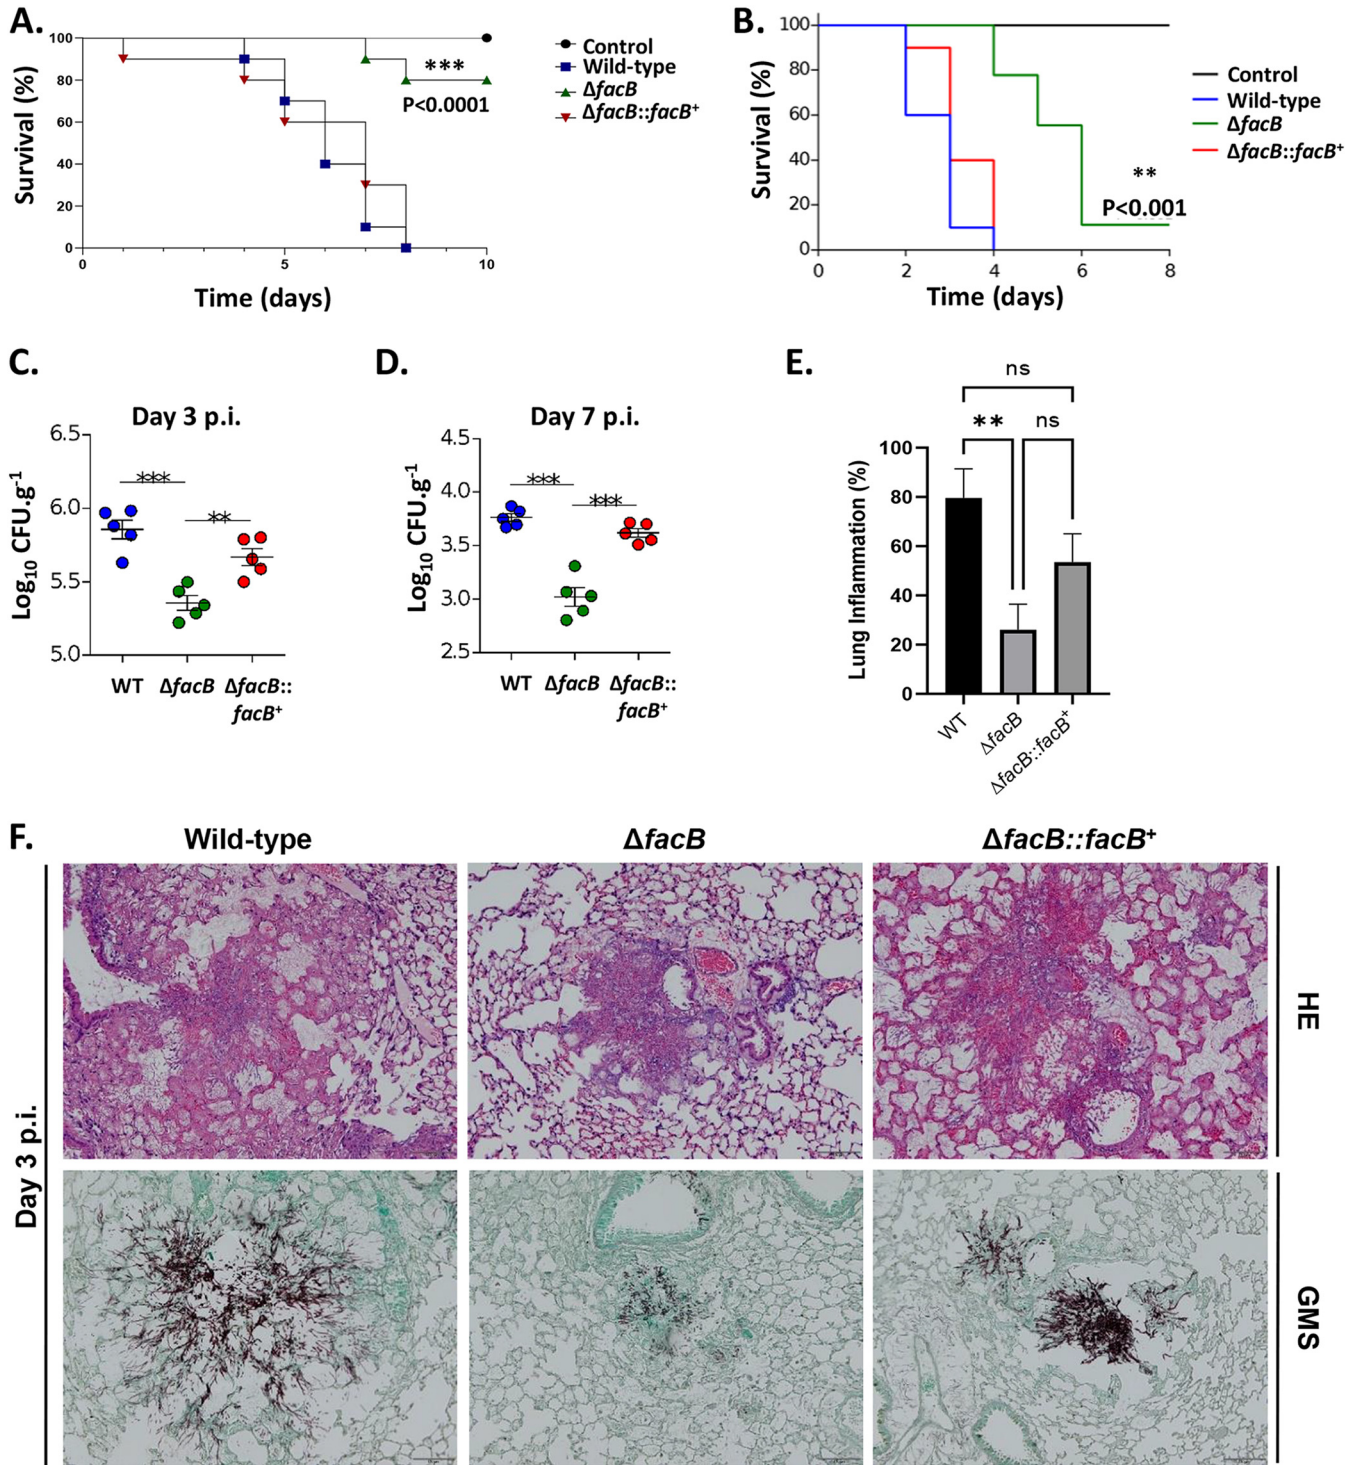 A.
Survival (%)
100
80
60
40
20
0
0 5 10
Time (days)
***
P<0.0001
Control
Wild-type
ΔfacB
ΔfacB::facB⁺
B.
Survival (%)
100
80
60
40
20
0
0 2 4 6 8
Time (days)
**
P<0.001
Control
Wild-type
ΔfacB
ΔfacB::facB⁺
C.
Day 3 p.i.
Log₁₀ CFU.g⁻¹
6.5
6.0
5.5
5.0
***
**
WT ΔfacB ΔfacB::
facB⁺
D.
Day 7 p.i.
Log₁₀ CFU.g⁻¹
4.5
4.0
3.5
3.0
2.5
***
***
WT ΔfacB ΔfacB::
facB⁺
E.
Lung Inflammation (%)
100
80
60
40
20
0
ns
** ns
WT
ΔfacB
ΔfacB::facB⁺
F.
Wild-type ΔfacB ΔfacB::facB⁺
Day 3 p.i.
HE
GMS